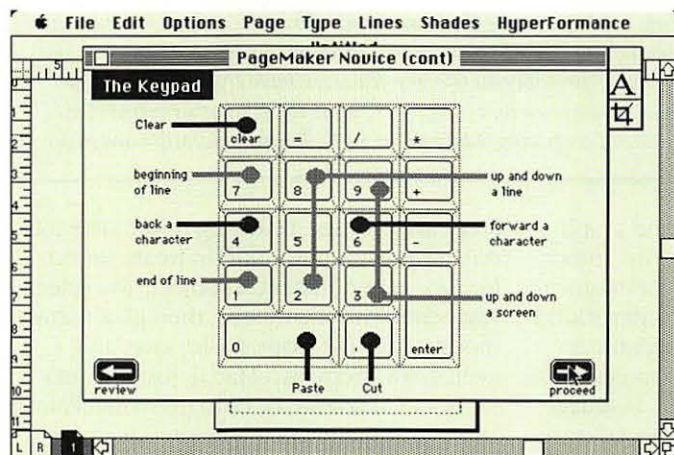 File Edit Options Page Type Lines Shades HyperFormance
Untitled
PageMaker Novice (cont)
The Keypad
A
Clear
clear = / *
beginning
of line
7 8 9 +
up and down
a line
back a
character
4 5 6 -
forward a
character
end of line
1 2 3
up and down
a screen
0 . enter
review
Paste Cut
proceed
L R 1